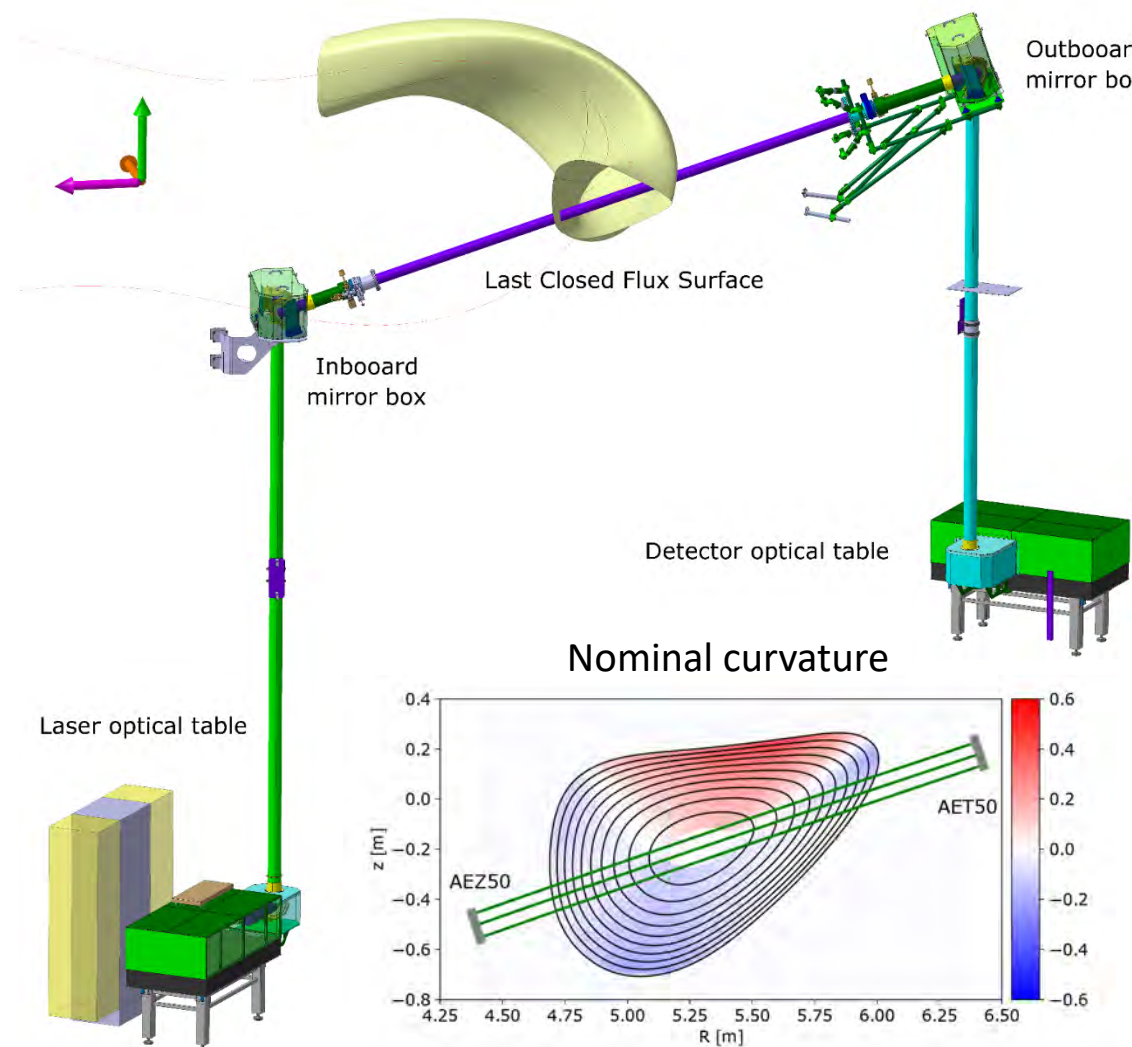 Outbooar
mirror bo
Last Closed Flux Surface
Inbooard
mirror box
Detector optical table
Laser optical table
Nominal curvature
0.4
0.2
0.0
−0.2
−0.4
−0.6
−0.8
z [m]
AEZ50
AET50
4.25 4.50 4.75 5.00 5.25 5.50 5.75 6.00 6.25 6.50
R [m]
0.6
0.4
0.2
0.0
−0.2
−0.4
−0.6